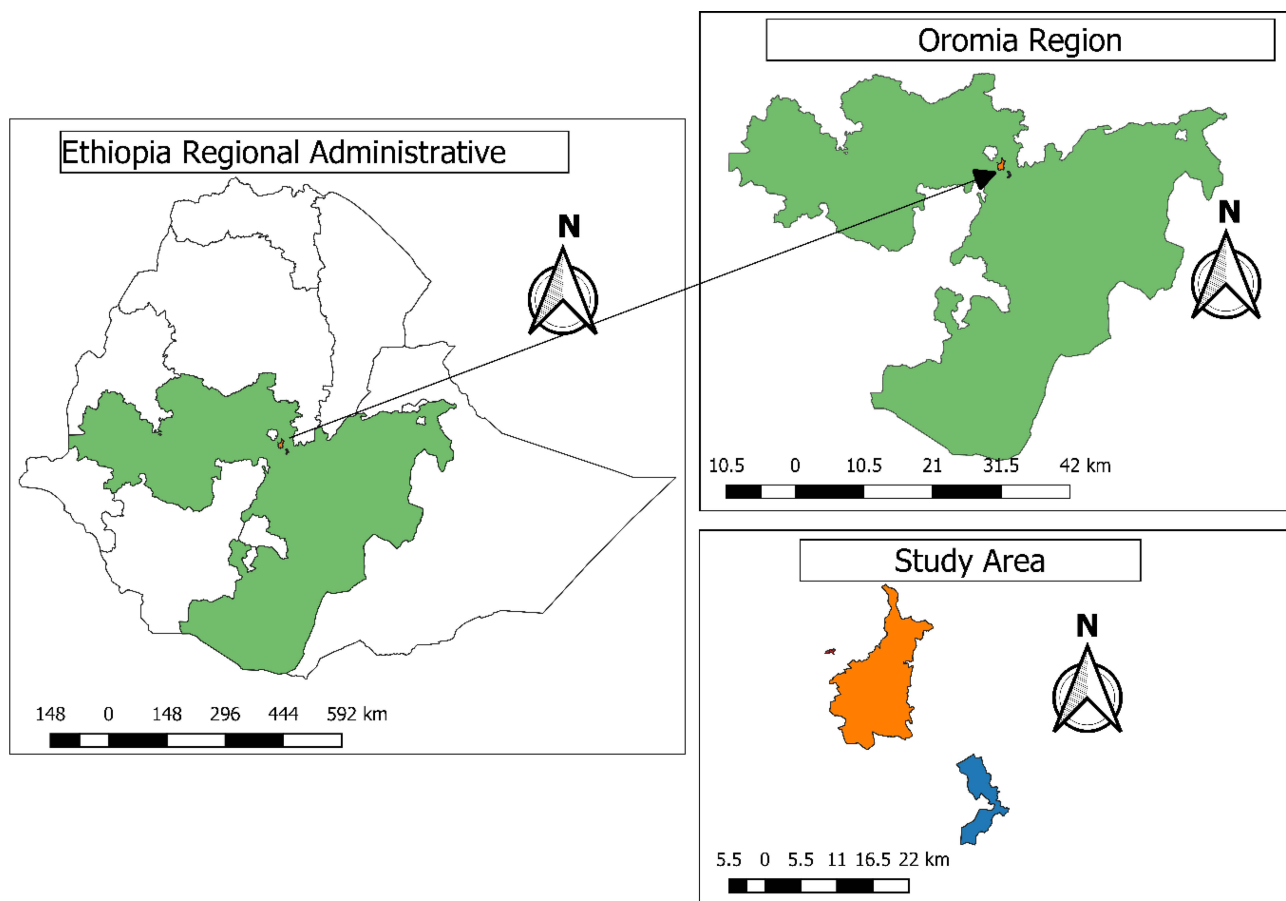 Ethiopia Regional Administrative
N
148 0 148 296 444 592 km
Oromia Region
N
10.5 0 10.5 21 31.5 42 km
Study Area
N
5.5 0 5.5 11 16.5 22 km